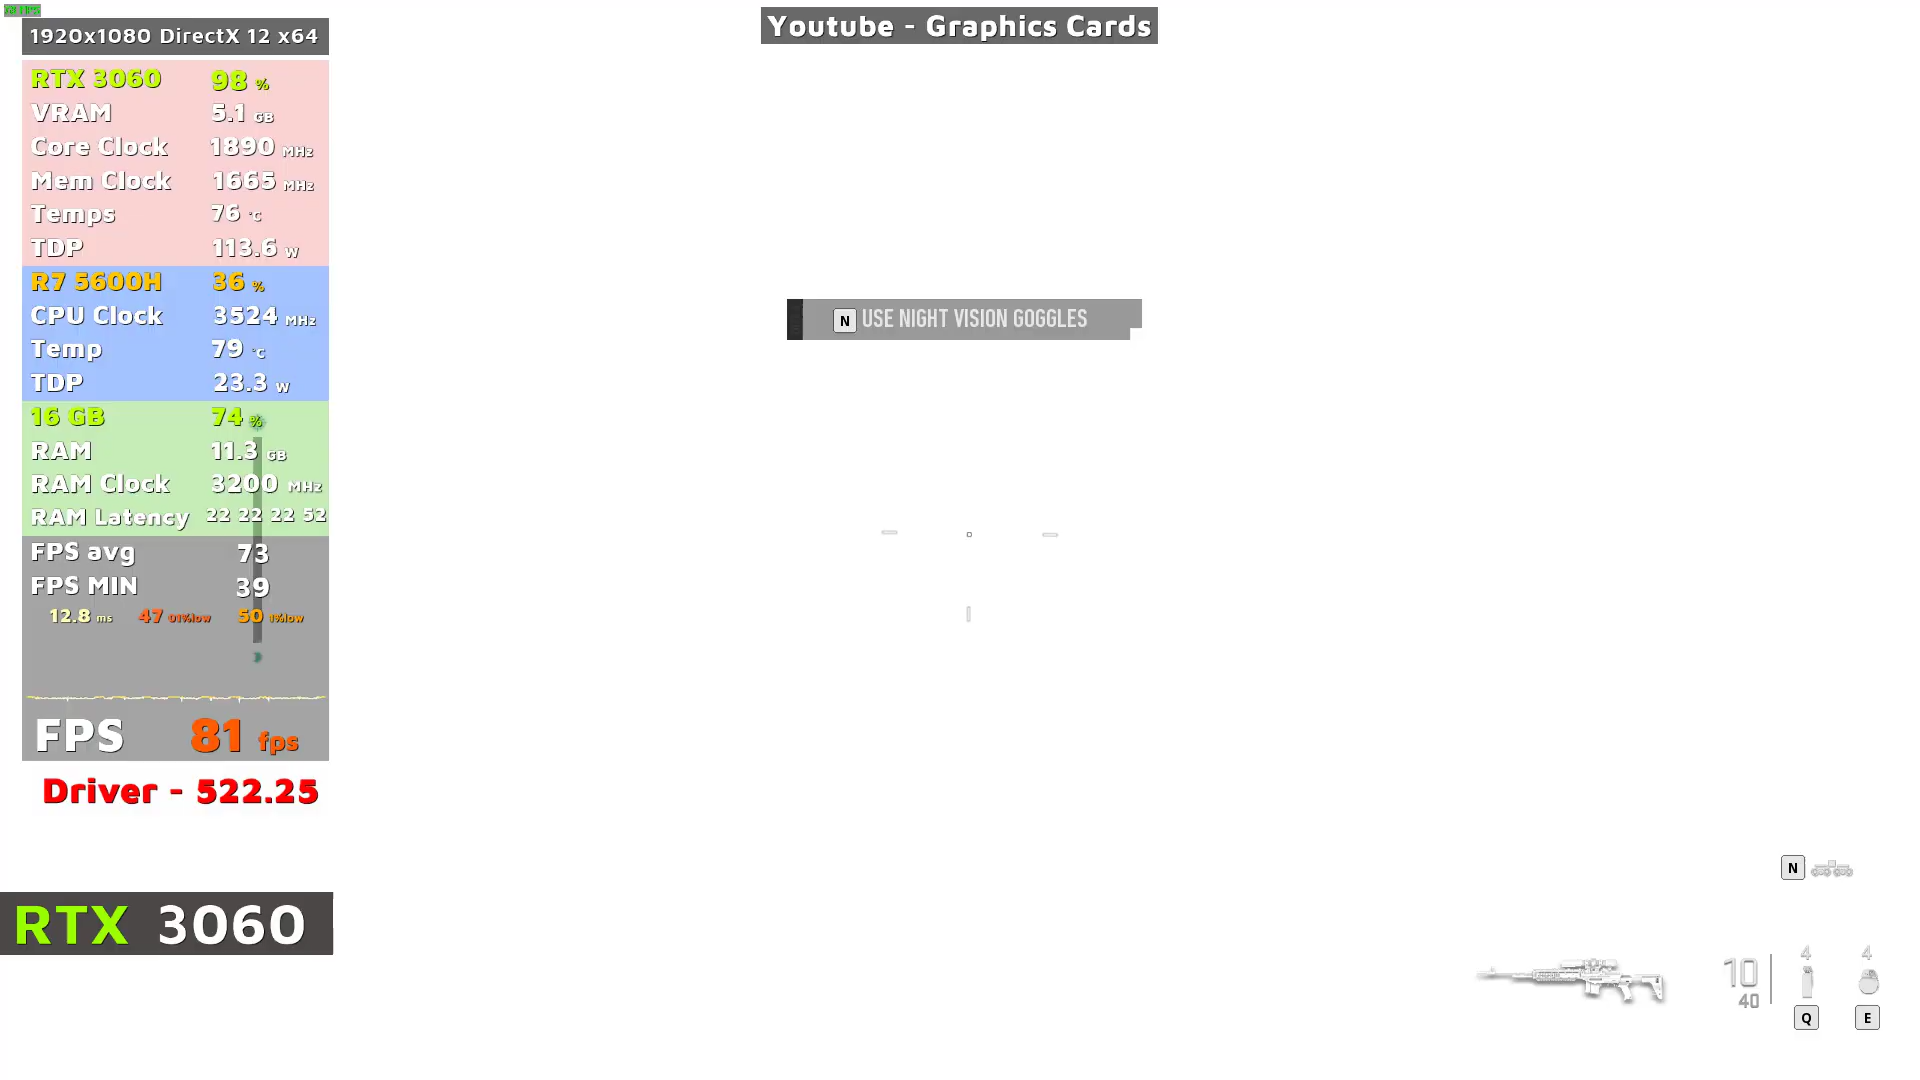 1920x1080 DirectX 12 x64
Youtube - Graphics Cards
RTX 3060 98 %
VRAM 5.1 GB
Core Clock 1890 MHz
Mem Clock 1665 MHz
Temps 76 °C
TDP 113.6 W
R7 5600H 36 %
CPU Clock 3524 MHz
Temp 79 °C
TDP 23.3 W
16 GB 74 %
RAM 11.3 GB
RAM Clock 3200 MHz
RAM Latency 22 22 22 52
FPS avg 73
FPS MIN 39
12.8 ms 47 01%low 50 1%low
FPS 81 fps
Driver - 522.25
RTX 3060
N USE NIGHT VISION GOGGLES
N
10
40
4 4
Q E